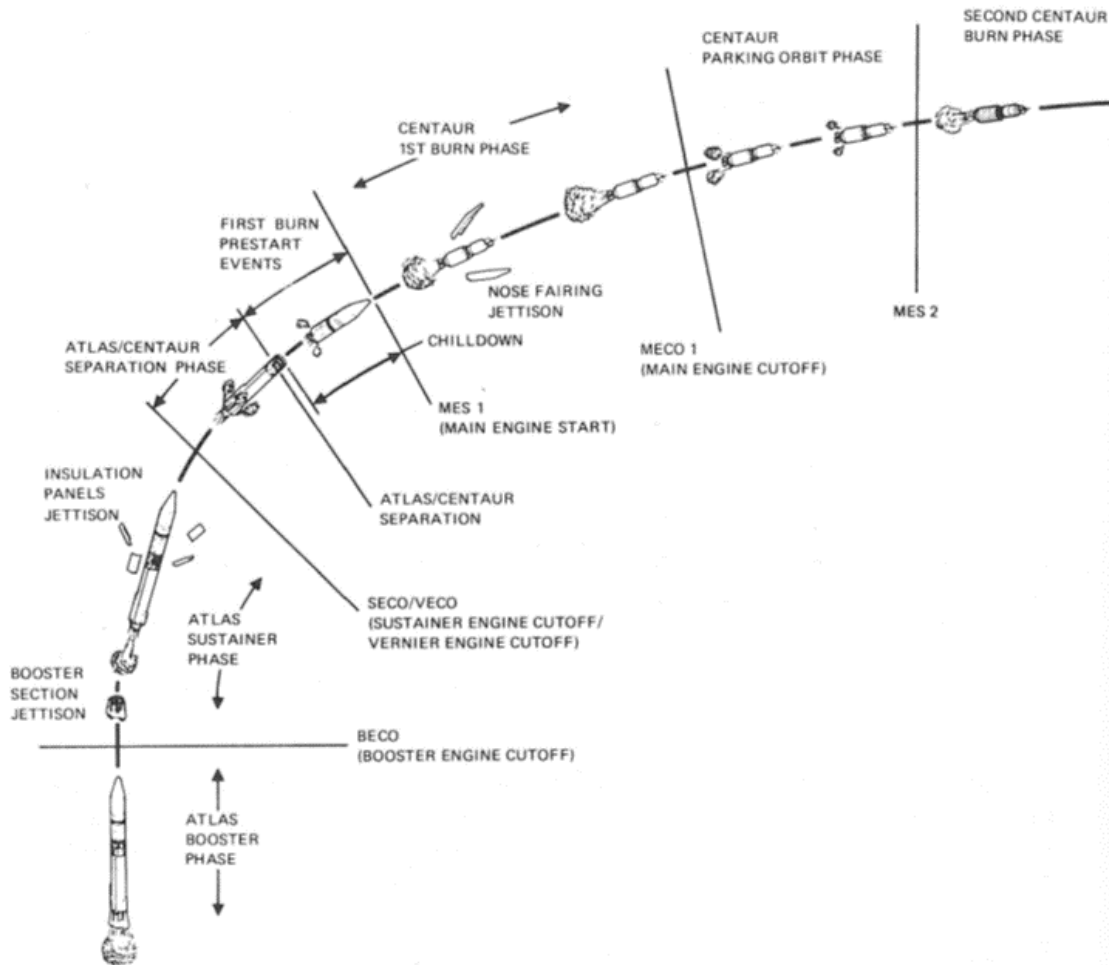 SECOND CENTAUR
BURN PHASE
CENTAUR
PARKING ORBIT PHASE
CENTAUR
1ST BURN PHASE
FIRST BURN
PRESTART
EVENTS
NOSE FAIRING
JETTISON
MES 2
ATLAS/CENTAUR
SEPARATION PHASE
CHILLDOWN
MECO 1
(MAIN ENGINE CUTOFF)
MES 1
(MAIN ENGINE START)
INSULATION
PANELS
JETTISON
ATLAS/CENTAUR
SEPARATION
SECO/VECO
(SUSTAINER ENGINE CUTOFF/
VERNIER ENGINE CUTOFF)
ATLAS
SUSTAINER
PHASE
BOOSTER
SECTION
JETTISON
BECO
(BOOSTER ENGINE CUTOFF)
ATLAS
BOOSTER
PHASE